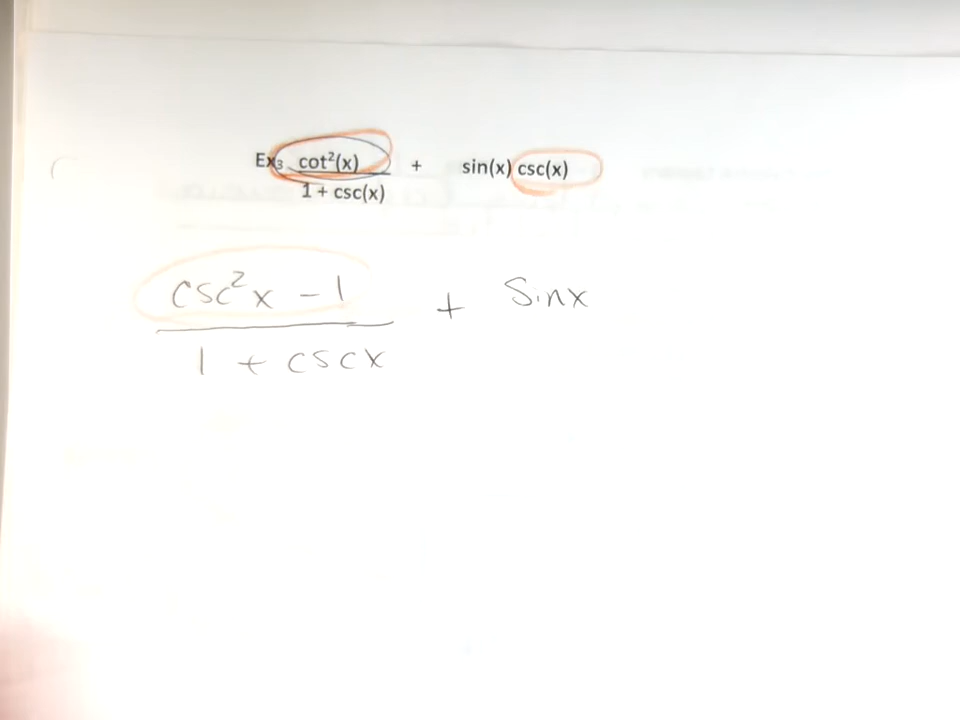 Ex3 cot²(x) + sin(x) csc(x)
1 + csc(x)
csc²x - 1 + Sinx
1 + cscx